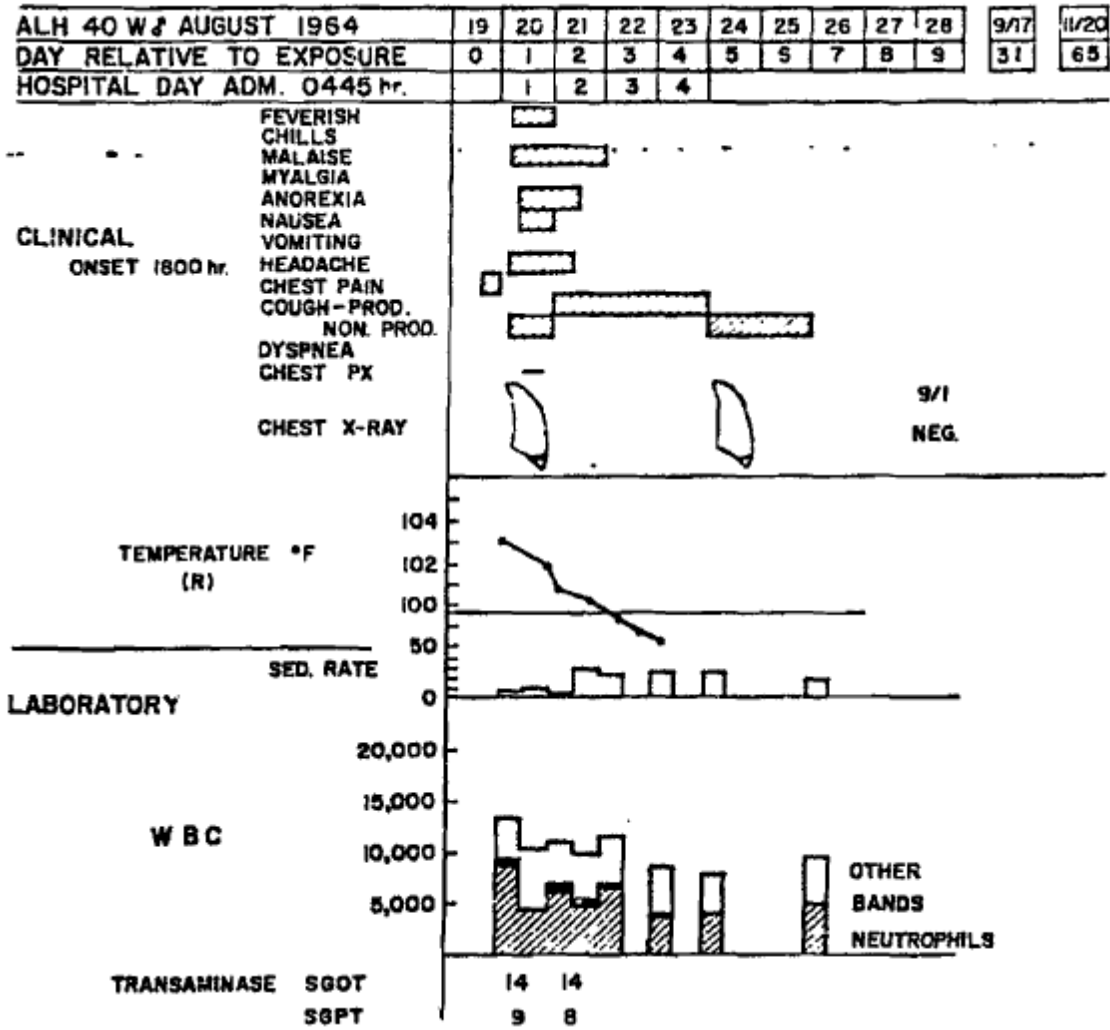 ALH 40 W♂ AUGUST 1964 19 20 21 22 23 24 25 26 27 28 9/17 11/20
DAY RELATIVE TO EXPOSURE 0 1 2 3 4 5 S 7 8 9 31 65
HOSPITAL DAY ADM. 0445 hr. 1 2 3 4
FEVERISH
CHILLS
MALAISE
MYALGIA
ANOREXIA
NAUSEA
CLINICAL
VOMITING
ONSET 1800 hr. HEADACHE
CHEST PAIN
COUGH-PROD.
NON. PROD.
DYSPNEA
CHEST PX
9/1
CHEST X-RAY
NEG.
104
TEMPERATURE °F
102
(R)
100
50
SED. RATE
0
LABORATORY
20,000
15,000
WBC
10,000
OTHER
5,000 BANDS
NEUTROPHILS
TRANSAMINASE SGOT 14 14
SGPT 9 8